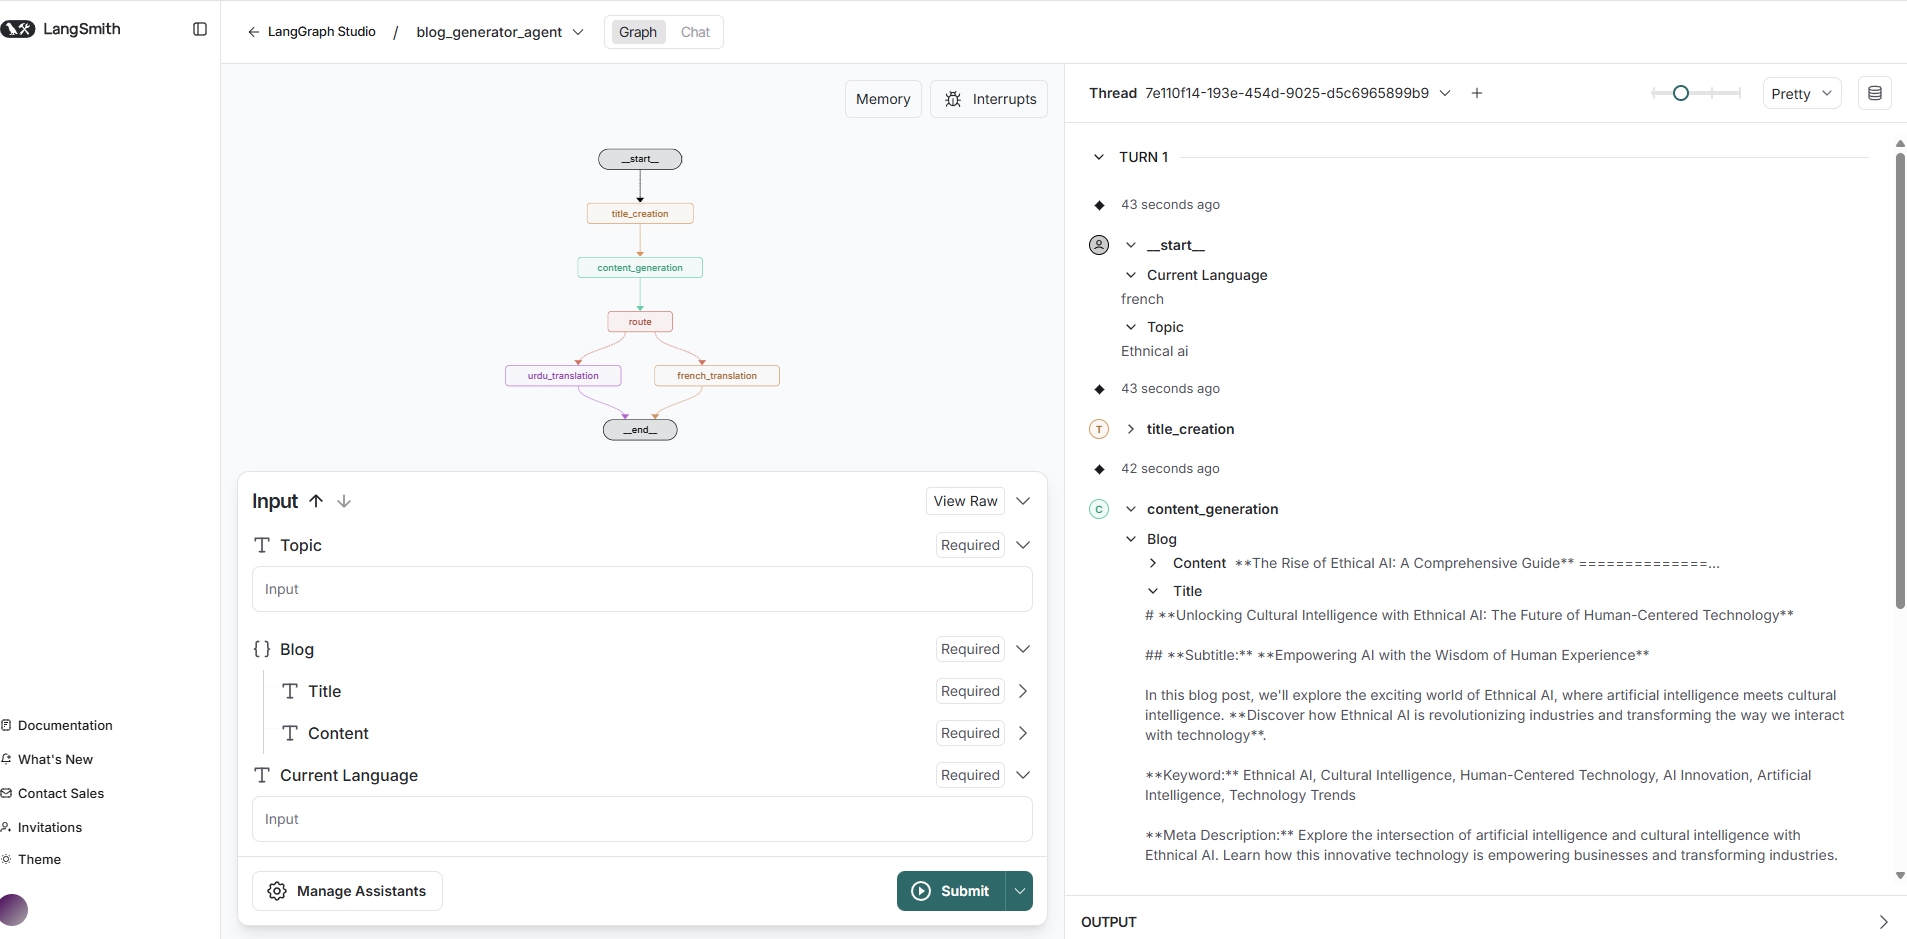 LangSmith
LangGraph Studio / blog_generator_agent
Graph
Chat
Memory
Interrupts
__start__
title_creation
content_generation
route
urdu_translation
french_translation
__end__
Input
View Raw
Topic
Required
Input
Blog
Required
Title
Required
Content
Required
Current Language
Required
Input
Manage Assistants
Submit
Documentation
What's New
Contact Sales
Invitations
Theme
Thread 7e110f14-193e-454d-9025-d5c6965899b9
Pretty
TURN 1
43 seconds ago
__start__
Current Language
french
Topic
Ethnical ai
43 seconds ago
T title_creation
42 seconds ago
C content_generation
Blog
Content **The Rise of Ethical AI: A Comprehensive Guide** ==============...
Title
# **Unlocking Cultural Intelligence with Ethnical AI: The Future of Human-Centered Technology**
## **Subtitle:** **Empowering AI with the Wisdom of Human Experience**
In this blog post, we'll explore the exciting world of Ethnical AI, where artificial intelligence meets cultural
intelligence. **Discover how Ethnical AI is revolutionizing industries and transforming the way we interact
with technology**.
**Keyword:** Ethnical AI, Cultural Intelligence, Human-Centered Technology, AI Innovation, Artificial
Intelligence, Technology Trends
**Meta Description:** Explore the intersection of artificial intelligence and cultural intelligence with
Ethnical AI. Learn how this innovative technology is empowering businesses and transforming industries.
OUTPUT